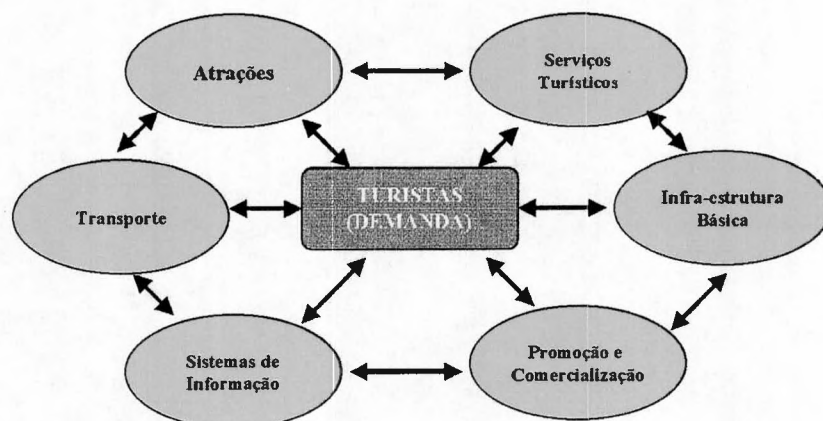 Atrações
Serviços
Turísticos
Transporte
TURISTAS
(DEMANDA)
Infra-estrutura
Básica
Sistemas de
Informação
Promoção e
Comercialização